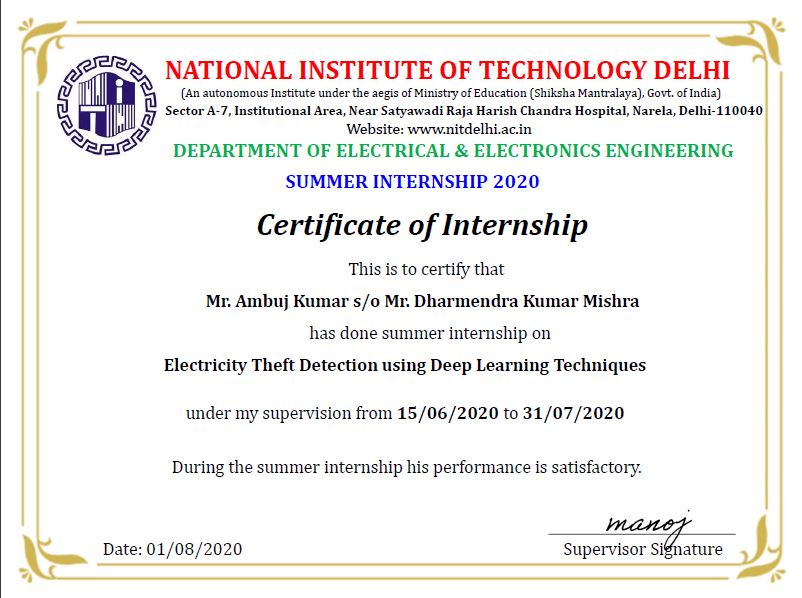 NATIONAL INSTITUTE OF TECHNOLOGY DELHI
(An autonomous Institute under the aegis of Ministry of Education (Shiksha Mantralaya), Govt. of India)
Sector A-7, Institutional Area, Near Satyawadi Raja Harish Chandra Hospital, Narela, Delhi-110040
Website: www.nitdelhi.ac.in
DEPARTMENT OF ELECTRICAL & ELECTRONICS ENGINEERING
SUMMER INTERNSHIP 2020
Certificate of Internship
This is to certify that
Mr. Ambuj Kumar s/o Mr. Dharmendra Kumar Mishra
has done summer internship on
Electricity Theft Detection using Deep Learning Techniques
under my supervision from 15/06/2020 to 31/07/2020
During the summer internship his performance is satisfactory.
manoj
Date: 01/08/2020 Supervisor Signature